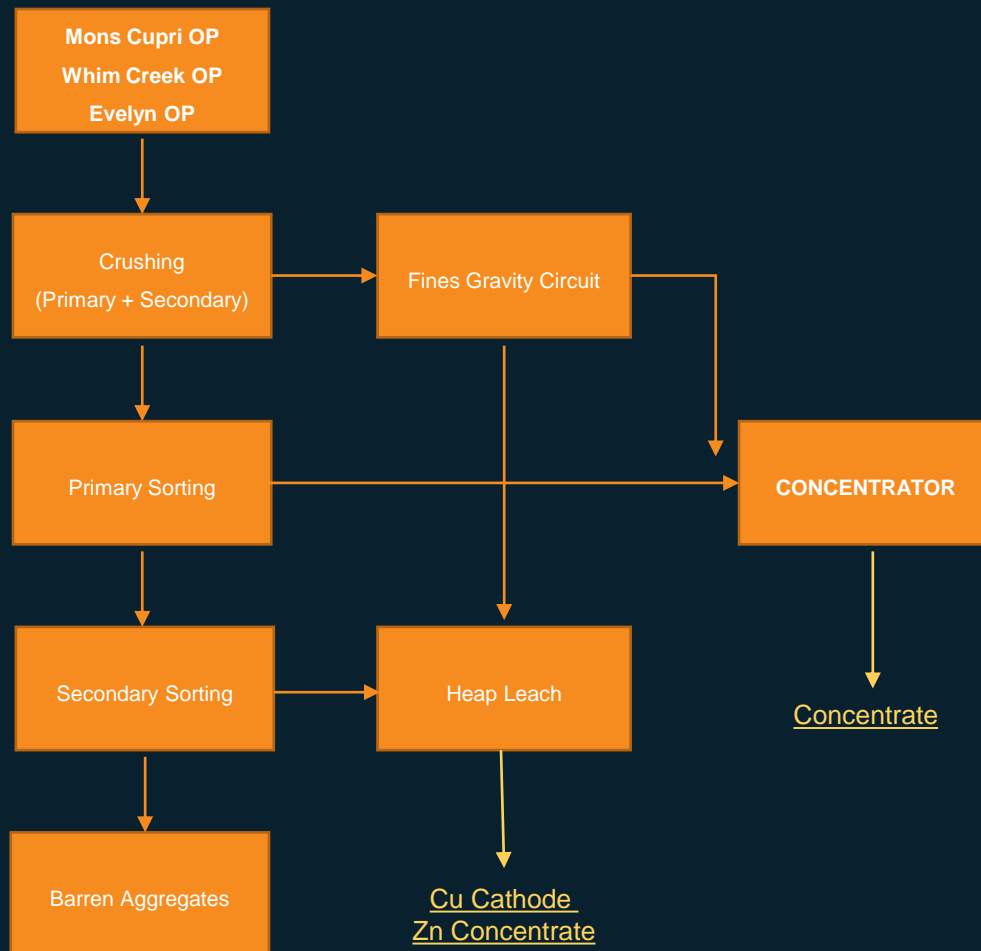 Mons Cupri OP
Whim Creek OP
Evelyn OP
Crushing
(Primary + Secondary)
Fines Gravity Circuit
Primary Sorting
CONCENTRATOR
Secondary Sorting
Heap Leach
Concentrate
Barren Aggregates
Cu Cathode
Zn Concentrate